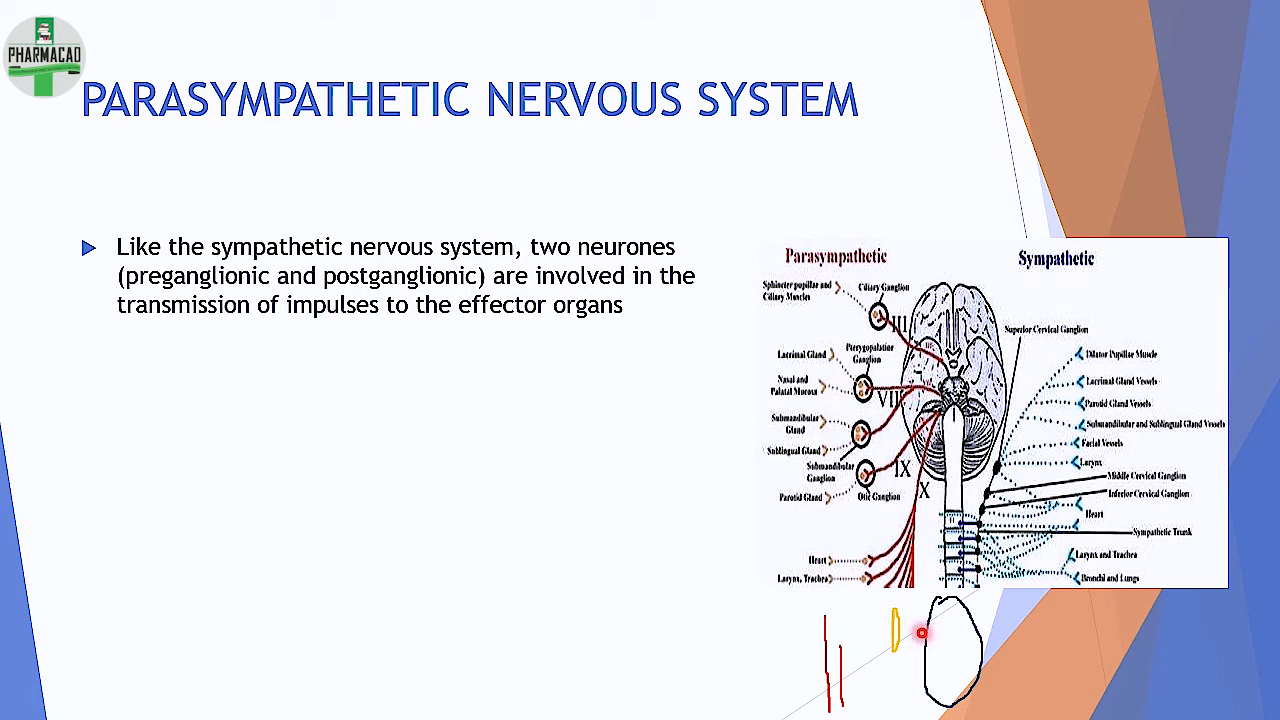 PHARMACAD
PARASYMPATHETIC NERVOUS SYSTEM
Like the sympathetic nervous system, two neurones
(preganglionic and postganglionic) are involved in the
transmission of impulses to the effector organs
Parasympathetic
Sympathetic
Sphincter pupillar and
Ciliary Muscles
Ciliary Ganglion
III
Superior Cervical Ganglion
Lacrimal Gland
Pterygopalatine
Ganglion
Dilator Pupillae Muscle
Nasal and
Palatal Mucosa
VII
Lacrimal Gland Vessels
Parotid Gland Vessels
Submandibular
Gland
Submandibular and Sublingual Gland Vessels
Facial Vessels
Sublingual Gland
Submandibular
Ganglion
IX
Larynx
Middle Cervical Ganglion
Parotid Gland
Otic Ganglion
X
Inferior Cervical Ganglion
Heart
Sympathetic Trunk
Heart
Larynx and Trachea
Larynx, Trachea
Bronchi and Lungs